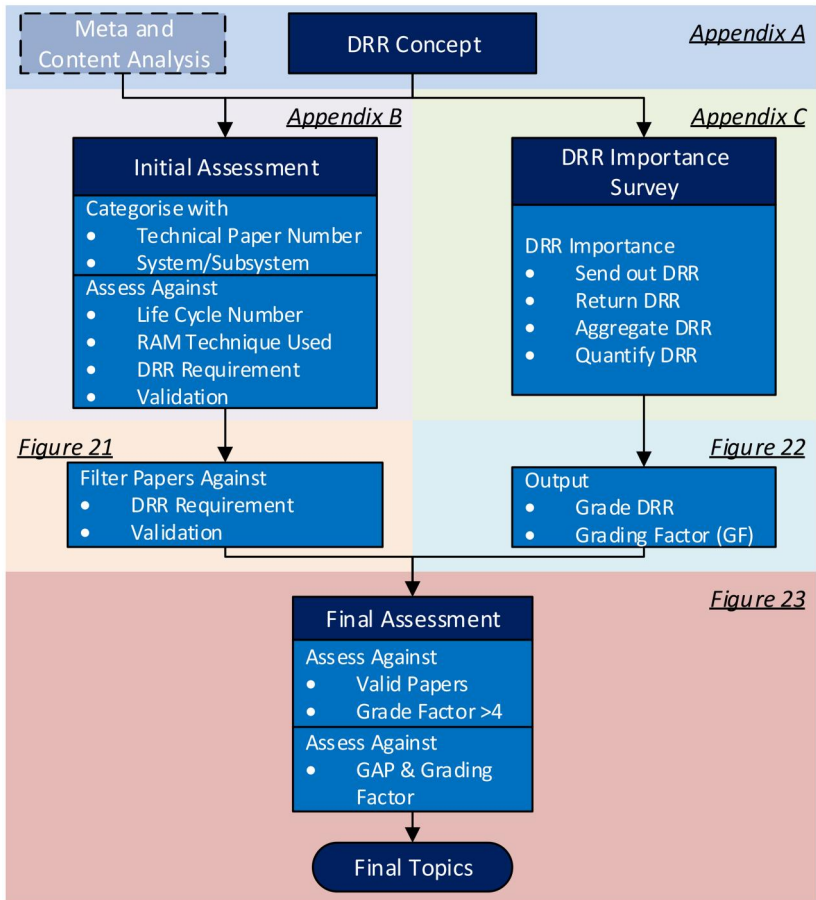 Meta and
Content Analysis
DRR Concept
Appendix A
Appendix B
Initial Assessment
Categorise with
• Technical Paper Number
• System/Subsystem
Assess Against
• Life Cycle Number
• RAM Technique Used
• DRR Requirement
• Validation
Appendix C
DRR Importance
Survey
DRR Importance
• Send out DRR
• Return DRR
• Aggregate DRR
• Quantify DRR
Figure 21
Filter Papers Against
• DRR Requirement
• Validation
Figure 22
Output
• Grade DRR
• Grading Factor (GF)
Figure 23
Final Assessment
Assess Against
• Valid Papers
• Grade Factor >4
Assess Against
• GAP & Grading
Factor
Final Topics